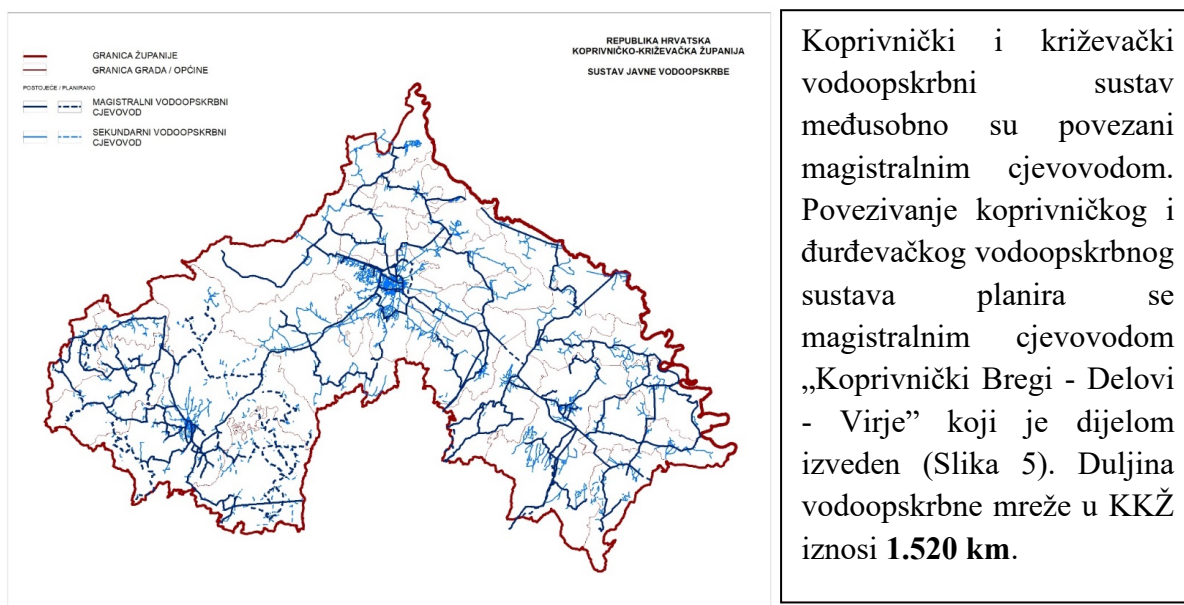 REPUBLIKA HRVATSKA
KOPRIVNIČKO-KRIŽEVAČKA ŽUPANIJA
SUSTAV JAVNE VODOOPSKRBE
GRANICA ŽUPANIJE
GRANICA GRADA / OPĆINE
POSTOJEĆE / PLANIRANO
MAGISTRALNI VODOOPSKRBNI
CJEVOVOD
SEKUNDARNI VODOOPSKRBNI
CJEVOVOD
Koprivnički i križevački
vodoopskrbni sustav
međusobno su povezani
magistralnim cjevovodom.
Povezivanje koprivničkog i
đurđevačkog vodoopskrbnog
sustava planira se
magistralnim cjevovodom
„Koprivnički Bregi - Delovi
- Virje” koji je dijelom
izveden (Slika 5). Duljina
vodoopskrbne mreže u KKŽ
iznosi 1.520 km.